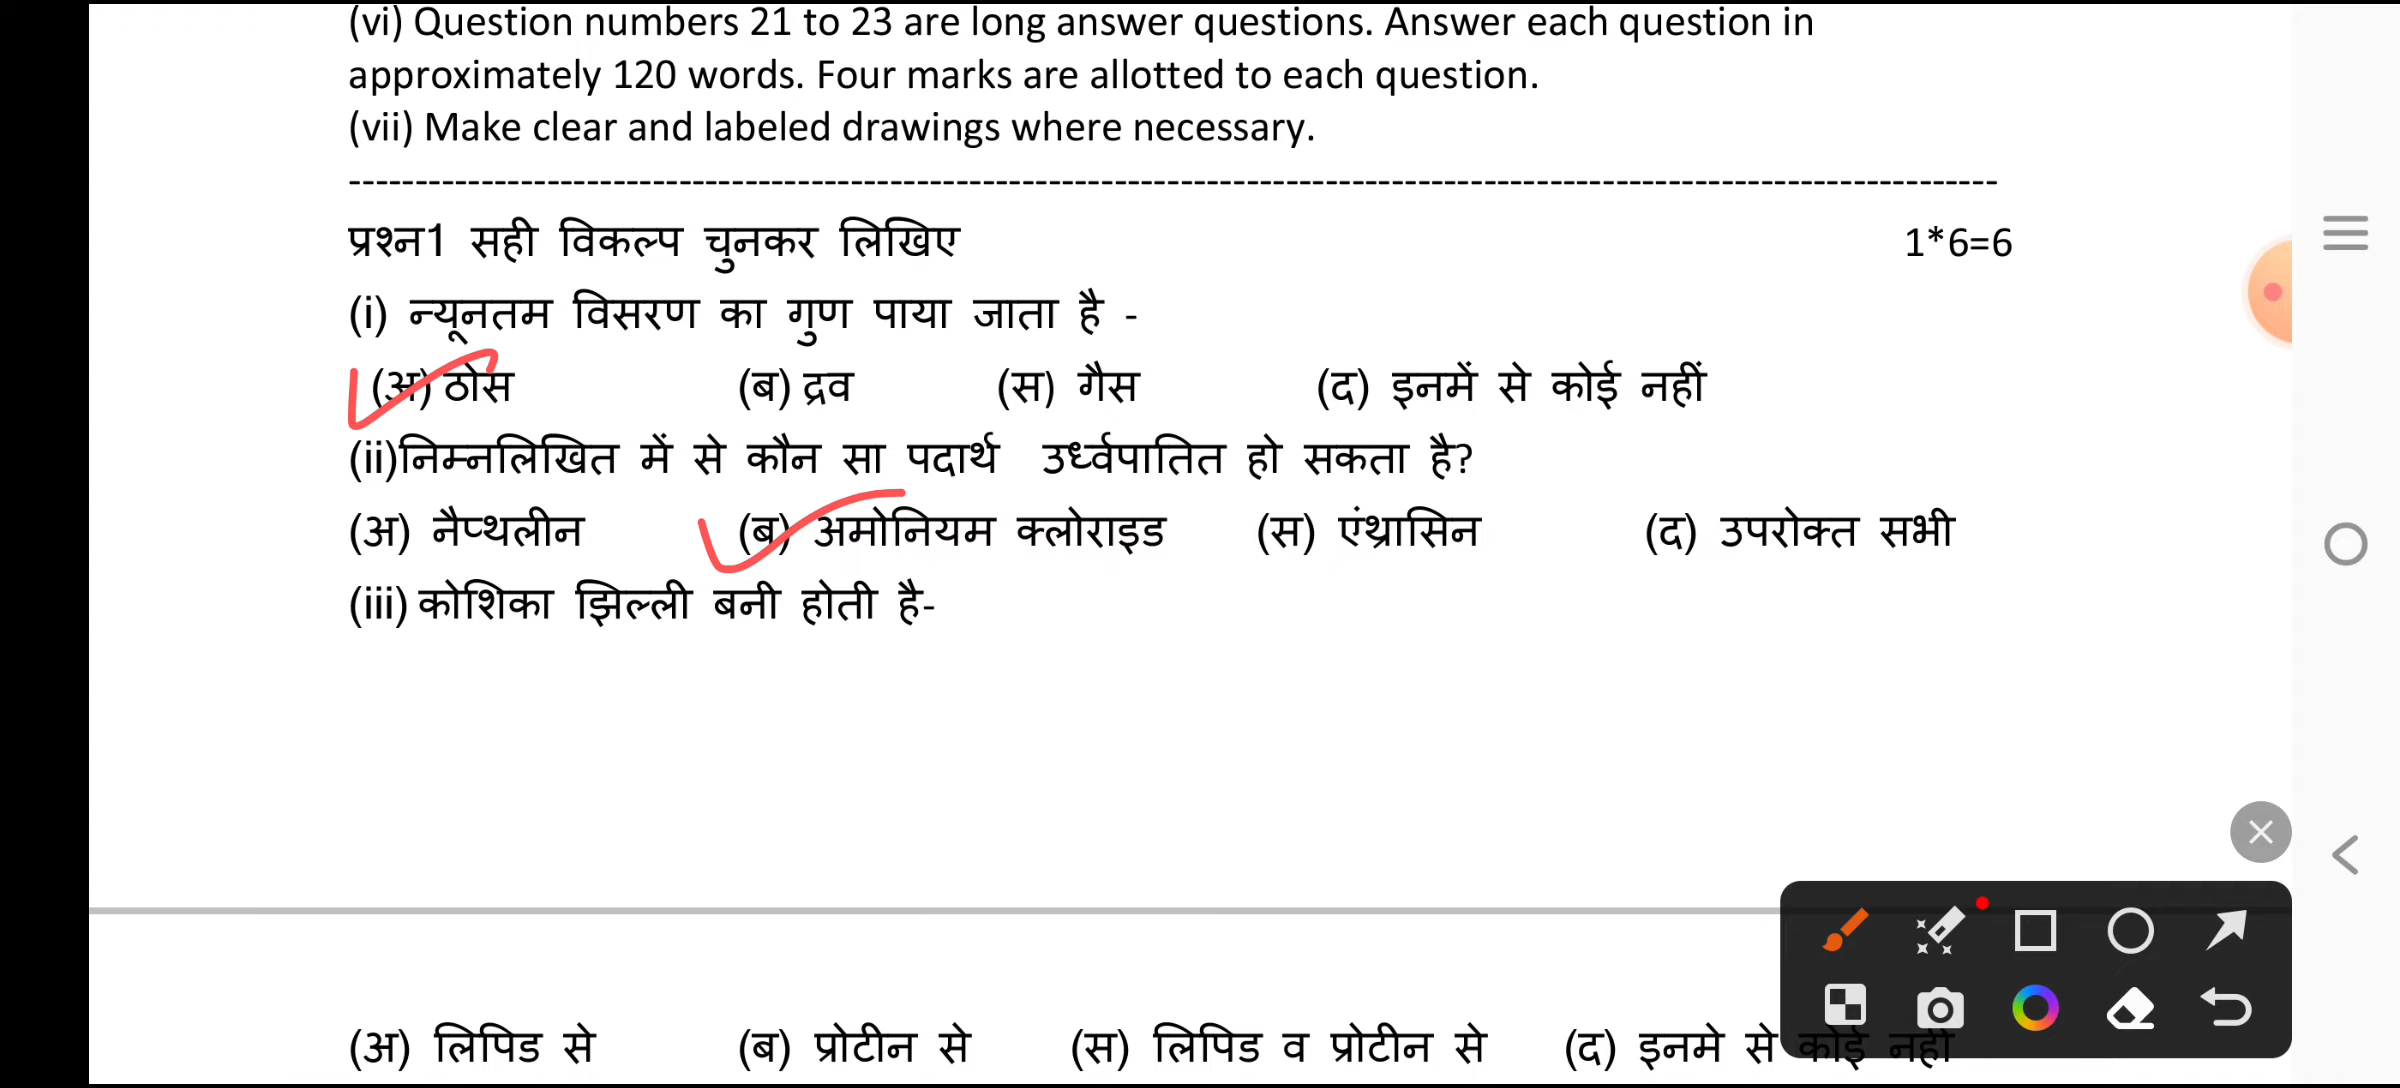 (vi) Question numbers 21 to 23 are long answer questions. Answer each question in
approximately 120 words. Four marks are allotted to each question.
(vii) Make clear and labeled drawings where necessary.
प्रश्न1 सही विकल्प चुनकर लिखिए 1*6=6
(i) न्यूनतम विसरण का गुण पाया जाता है -
(अ) ठोस (ब) द्रव (स) गैस (द) इनमें से कोई नहीं
(ii)निम्नलिखित में से कौन सा पदार्थ उर्ध्वपातित हो सकता है?
(अ) नैप्थलीन (ब) अमोनियम क्लोराइड (स) एंथ्रासिन (द) उपरोक्त सभी
(iii) कोशिका झिल्ली बनी होती है-
(अ) लिपिड से (ब) प्रोटीन से (स) लिपिड व प्रोटीन से (द) इनमे से कोई नही